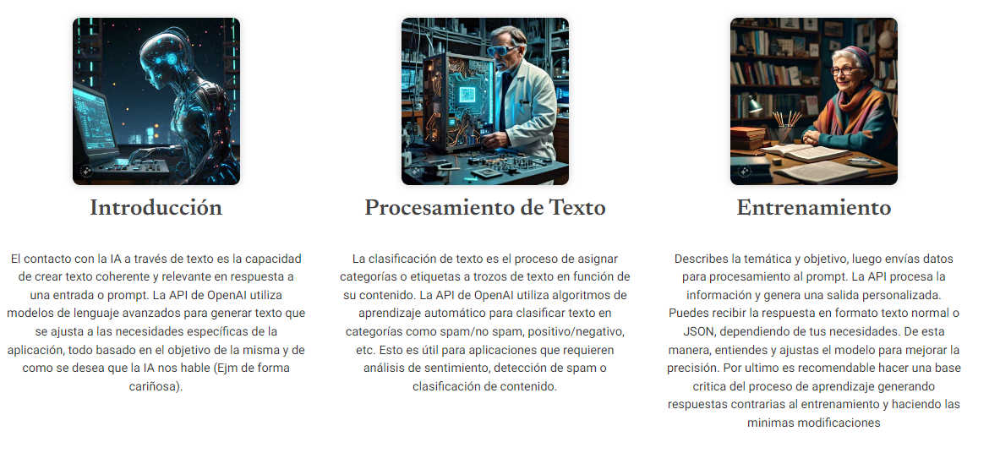 Introducción
El contacto con la IA a través de texto es la capacidad
de crear texto coherente y relevante en respuesta a
una entrada o prompt. La API de OpenAI utiliza
modelos de lenguaje avanzados para generar texto que
se ajusta a las necesidades específicas de la
aplicación, todo basado en el objetivo de la misma y de
como se desea que la IA nos hable (Ejm de forma
cariñosa).
Procesamiento de Texto
La clasificación de texto es el proceso de asignar
categorías o etiquetas a trozos de texto en función de
su contenido. La API de OpenAI utiliza algoritmos de
aprendizaje automático para clasificar texto en
categorías como spam/no spam, positivo/negativo,
etc. Esto es útil para aplicaciones que requieren
análisis de sentimiento, detección de spam o
clasificación de contenido.
Entrenamiento
Describes la temática y objetivo, luego envías datos
para procesamiento al prompt. La API procesa la
información y genera una salida personalizada.
Puedes recibir la respuesta en formato texto normal o
JSON, dependiendo de tus necesidades. De esta
manera, entiendes y ajustas el modelo para mejorar la
precisión. Por ultimo es recomendable hacer una base
critica del proceso de aprendizaje generando
respuestas contrarias al entrenamiento y haciendo las
minimas modificaciones